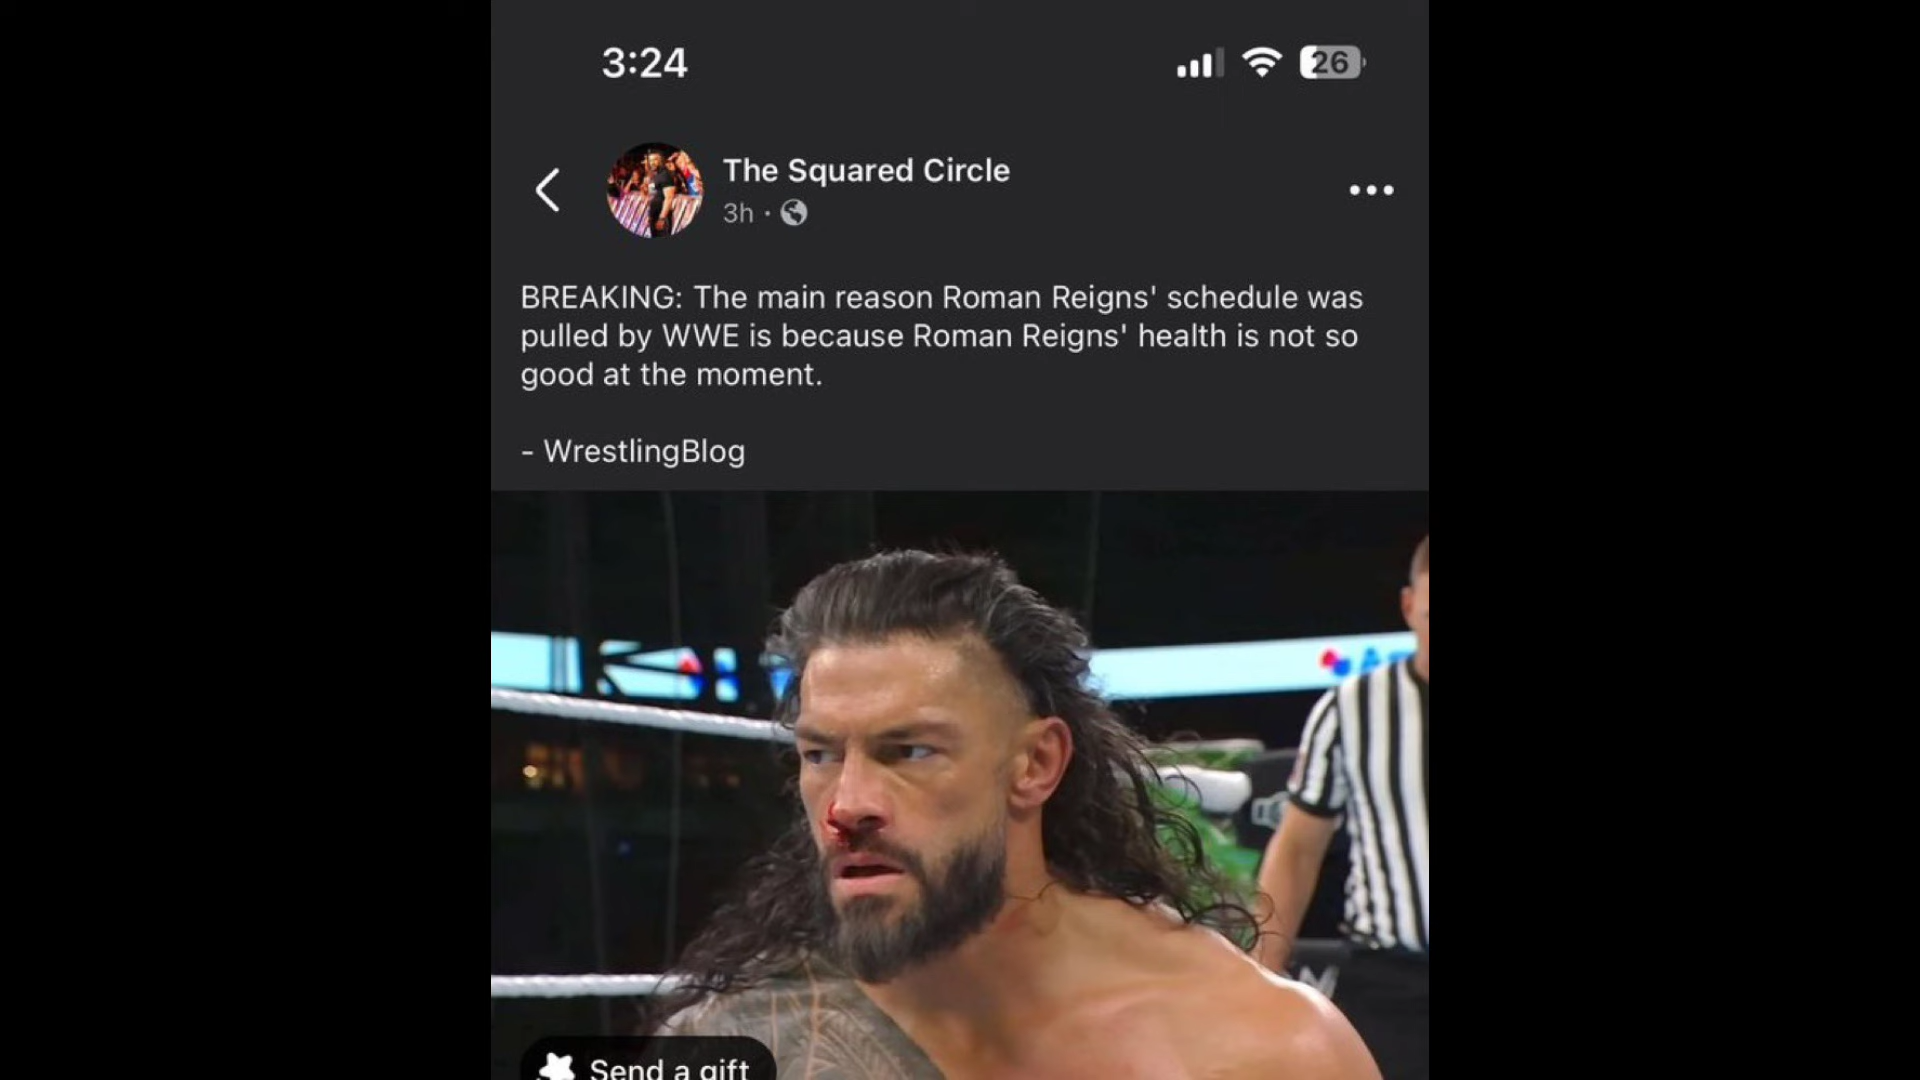 3:24
26
The Squared Circle
3h ·
BREAKING: The main reason Roman Reigns' schedule was
pulled by WWE is because Roman Reigns' health is not so
good at the moment.
- WrestlingBlog
Send a gift